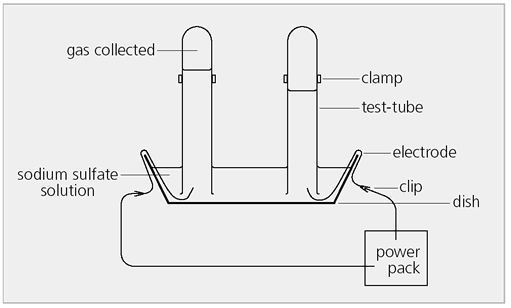 gas collected
clamp
test-tube
electrode
sodium sulfate
solution
clip
dish
power
pack